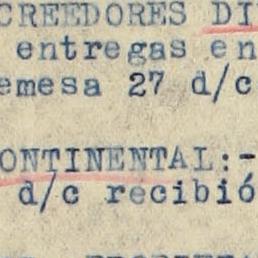 CREEDORES DI
entregas en
emesa 27 d/c
ONTINENTAL:-
d/c recibió